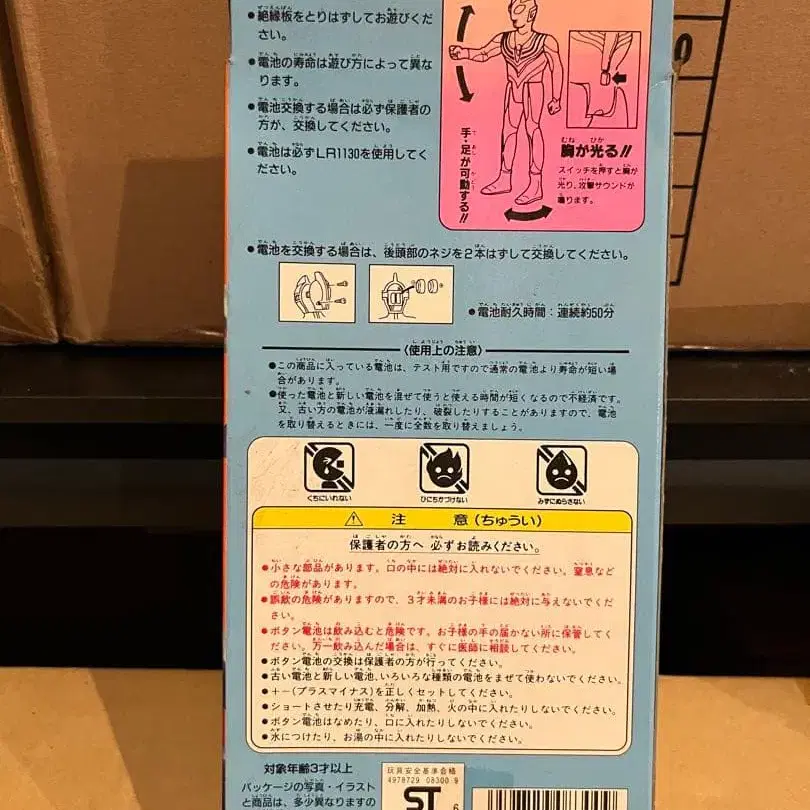 ●絶縁板をとりはずしてお遊びくだ
さい。
●電池の寿命は遊び方によって異な
ります。
●電池交換する場合は必ず保護者の
方が、交換してください。
●電池は必ずLR1130を使用してく
ださい。
手・足が可動する!!
胸が光る!!
スイッチを押すと胸が
光り、攻撃サウンドが
鳴ります。
●電池を交換する場合は、後頭部のネジを2本はずして交換してください。
●電池耐久時間：連続約50分
〈使用上の注意〉
●この商品に入っている電池は、テスト用ですので通常の電池より寿命が短い場
合があります。
●使った電池と新しい電池を混ぜて使うと使える時間が短くなるので不経済です。
又、古い方の電池が液漏れしたり、破裂したりすることがありますので、電池
を取り替えるときには、一度に全数を取り替えましょう。
くちにいれない
ひにちかづけない
みずにぬらさない
注 意(ちゅうい)
保護者の方へ 必ずお読みください。
●小さな部品があります。口の中には絶対に入れないでください。窒息など
の危険があります。
●誤飲の危険がありますので、3才未満のお子様には絶対に与えないでくだ
さい。
●ボタン電池は飲み込むと危険です。お子様の手の届かない所に保管してく
ださい。万一飲み込んだ場合は、すぐに医師に相談してください。
●ボタン電池の交換は保護者の方が行ってください。
●古い電池と新しい電池、いろいろな種類の電池をまぜて使わないでください。
●+−(プラスマイナス)を正しくセットしてください。
●ショートさせたり充電、分解、加熱、火の中に入れたりしないでください。
●ボタン電池はなめたり、口に入れたりしないでください。
●水につけたり、お湯の中に入れたりしないでください。
対象年齢3才以上
パッケージの写真・イラスト
と商品は、多少異なりますの
玩具安全基準合格
4978729 08300 9
ST
6